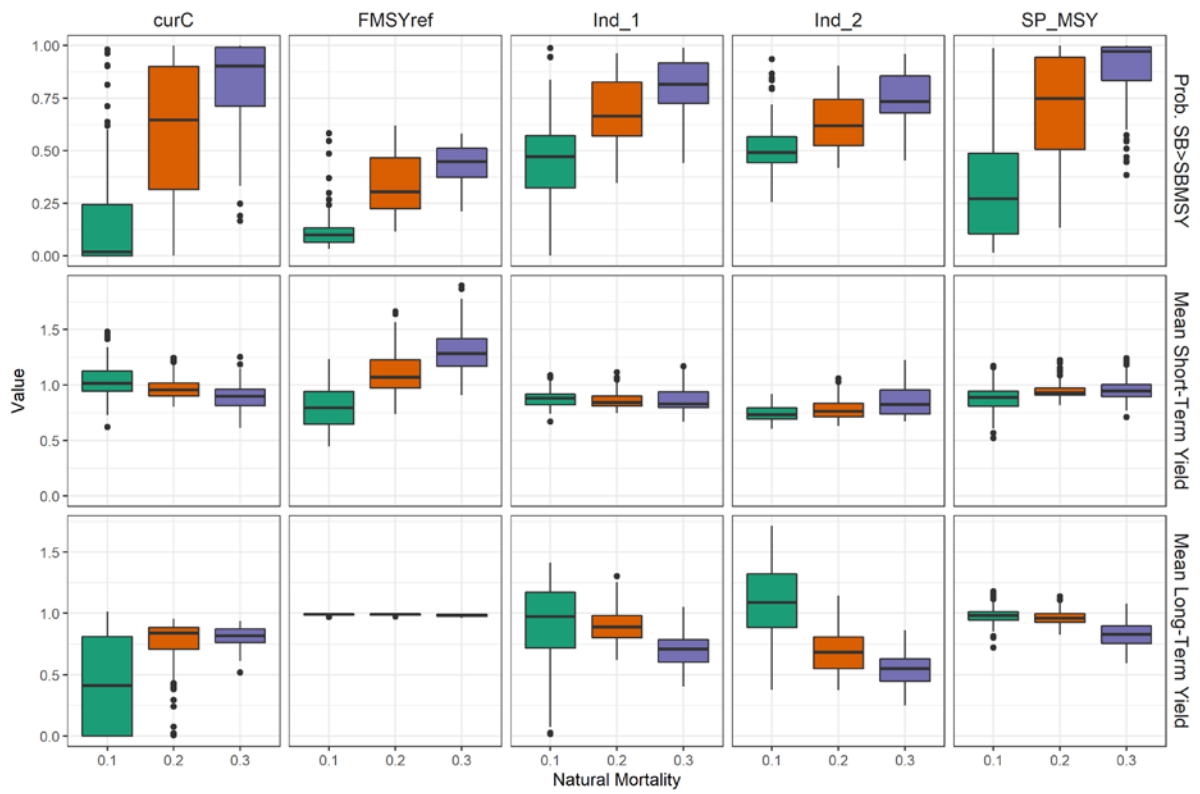 curC FMSYref Ind_1 Ind_2 SP_MSY
1.00
0.75
0.50
0.25
0.00
Prob. SB>SBMSY
1.5
1.0
0.5
0.0
Mean Short-Term Yield
Value
1.5
1.0
0.5
0.0
Mean Long-Term Yield
0.1 0.2 0.3 0.1 0.2 0.3 0.1 0.2 0.3 0.1 0.2 0.3 0.1 0.2 0.3
Natural Mortality